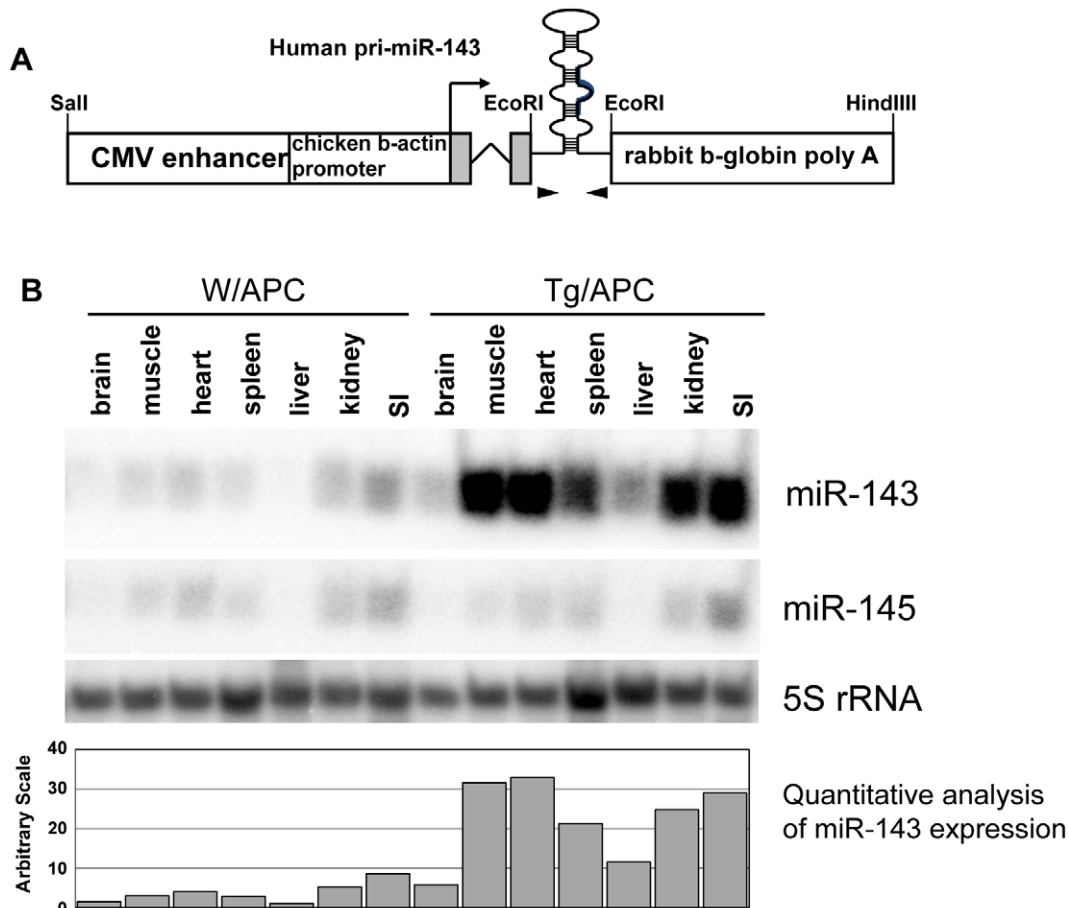 A
Human pri-miR-143
SalI
EcoRI
EcoRI
HindIIII
CMV enhancer
chicken b-actin
promoter
rabbit b-globin poly A
B
W/APC
Tg/APC
brain
muscle
heart
spleen
liver
kidney
SI
brain
muscle
heart
spleen
liver
kidney
SI
miR-143
miR-145
5S rRNA
40
30
20
10
0
Arbitrary Scale
Quantitative analysis
of miR-143 expression